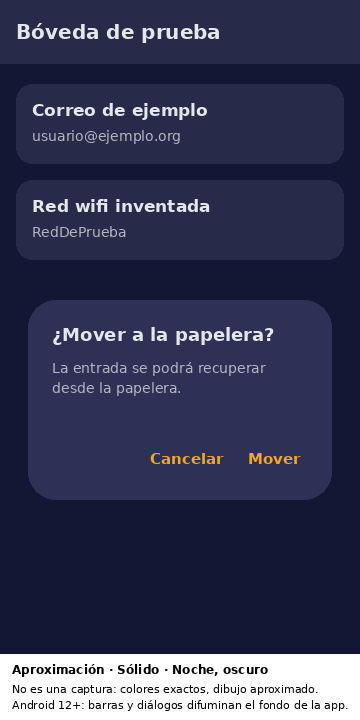 Bóveda de prueba
Correo de ejemplo
usuario@ejemplo.org
Red wifi inventada
RedDePrueba
¿Mover a la papelera?
La entrada se podrá recuperar
desde la papelera.
Cancelar Mover
Aproximación · Sólido · Noche, oscuro
No es una captura: colores exactos, dibujo aproximado.
Android 12+: barras y diálogos difuminan el fondo de la app.